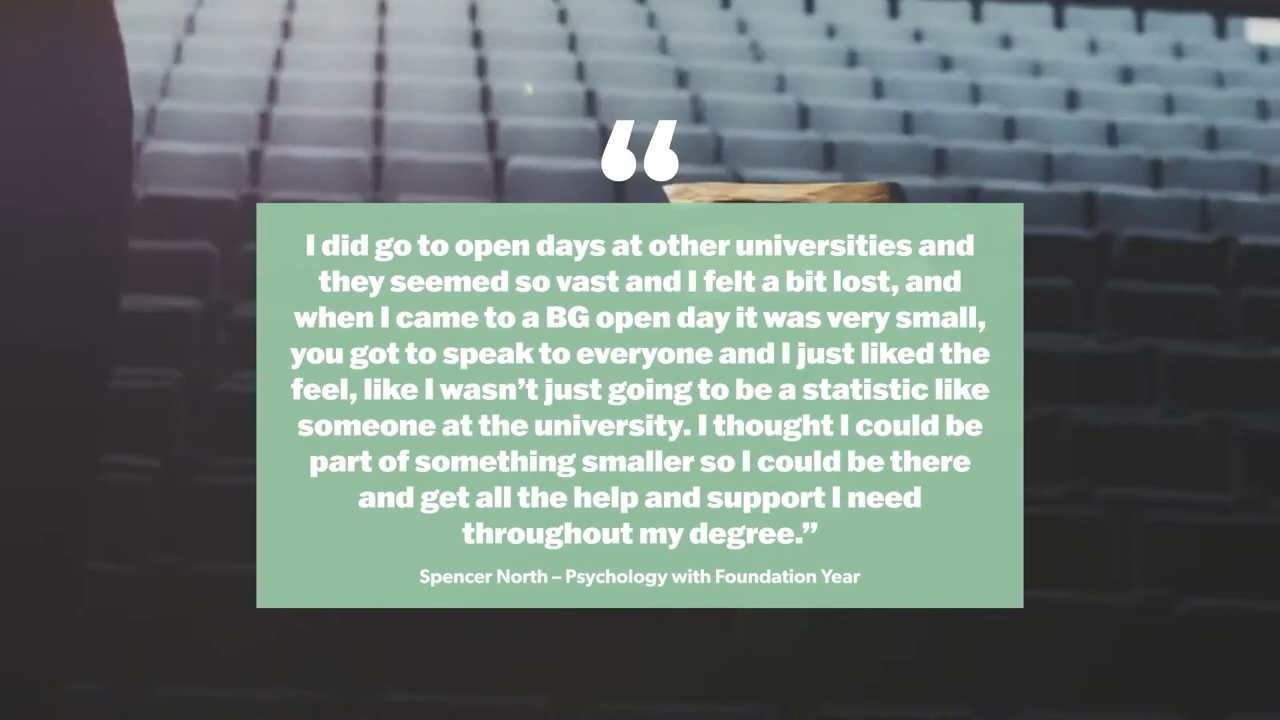 “
I did go to open days at other universities and
they seemed so vast and I felt a bit lost, and
when I came to a BG open day it was very small,
you got to speak to everyone and I just liked the
feel, like I wasn’t just going to be a statistic like
someone at the university. I thought I could be
part of something smaller so I could be there
and get all the help and support I need
throughout my degree.”
Spencer North – Psychology with Foundation Year